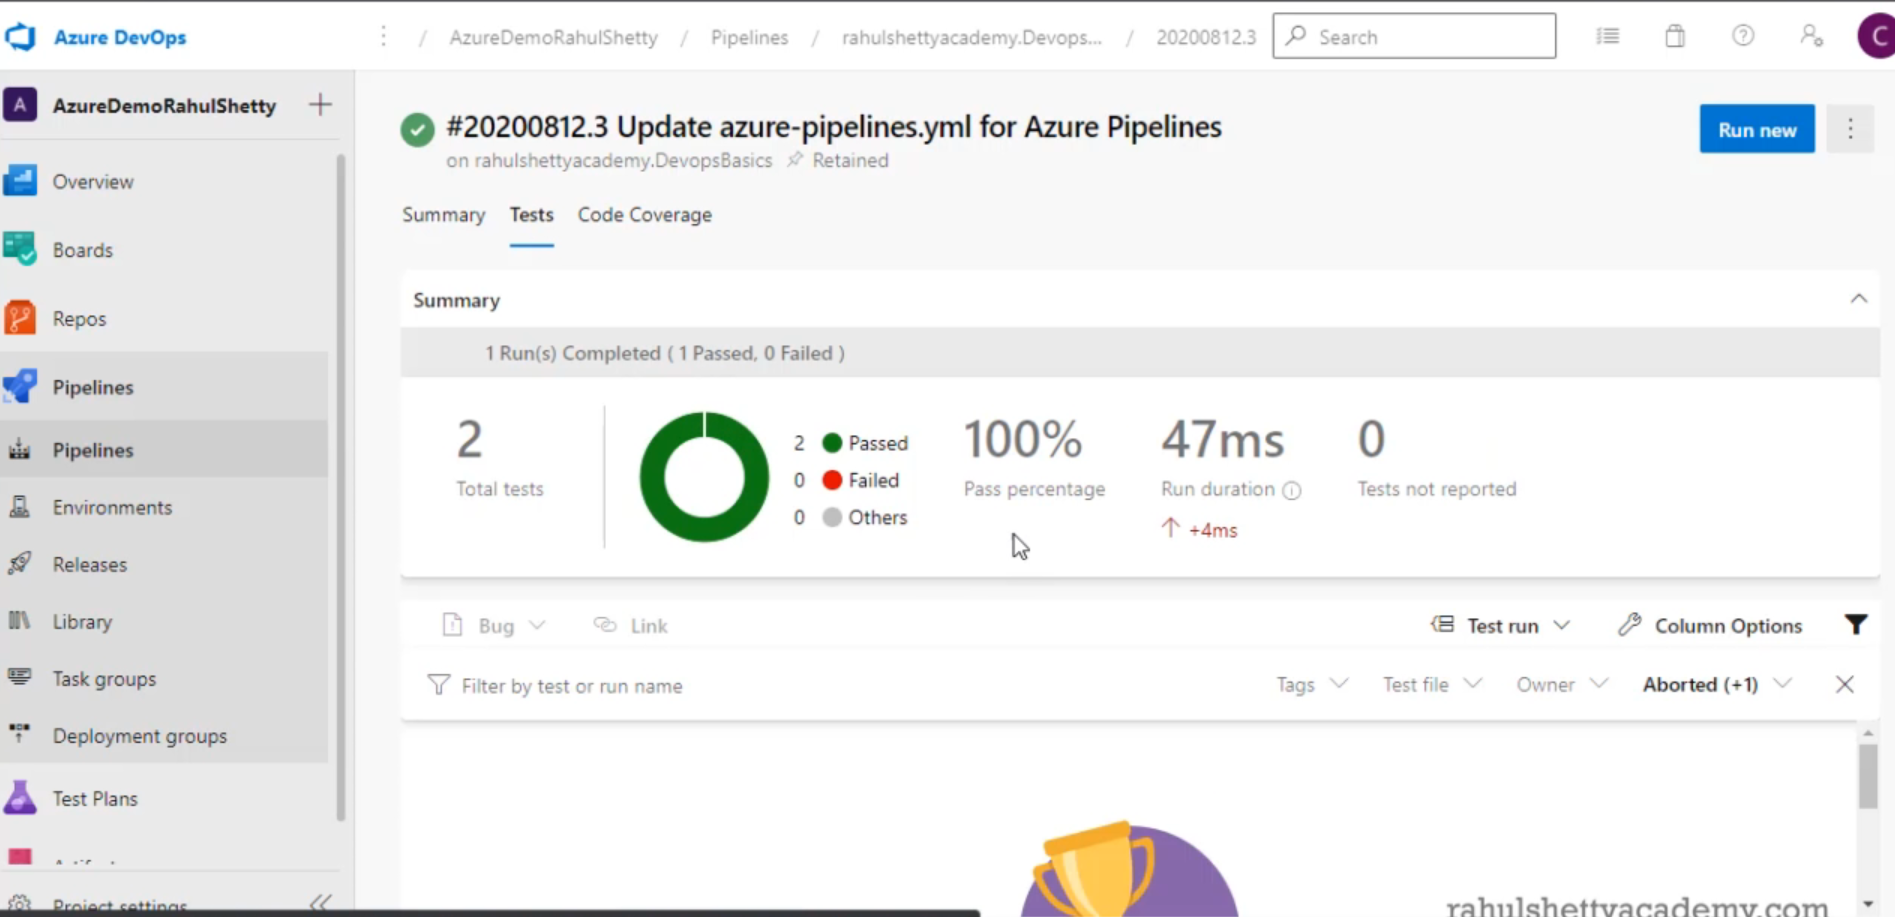 Azure DevOps
/ AzureDemoRahulShetty / Pipelines / rahulshettyacademy.Devops... / 20200812.3
Search
C
A AzureDemoRahulShetty
Overview
Boards
Repos
Pipelines
Pipelines
Environments
Releases
Library
Task groups
Deployment groups
Test Plans
Project settings
#20200812.3 Update azure-pipelines.yml for Azure Pipelines
on rahulshettyacademy.DevopsBasics Retained
Run new
Summary Tests Code Coverage
Summary
1 Run(s) Completed ( 1 Passed, 0 Failed )
2
Total tests
2 Passed
0 Failed
0 Others
100%
Pass percentage
47ms
Run duration
+4ms
0
Tests not reported
Bug Link Test run Column Options
Filter by test or run name Tags Test file Owner Aborted (+1)
rahulshettyacademy.com